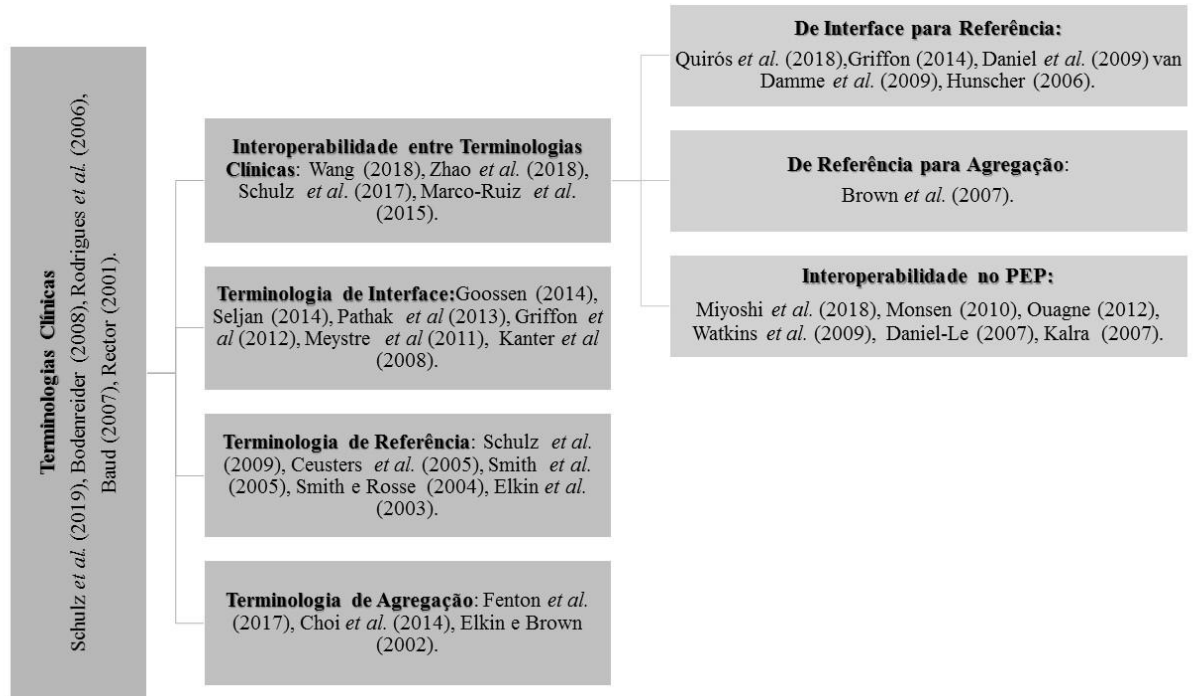 Terminologias Clínicas
Schulz et al. (2019), Bodenreider (2008), Rodrigues et al. (2006),
Baud (2007), Rector (2001).
Interoperabilidade entre Terminologias
Clínicas: Wang (2018), Zhao et al. (2018),
Schulz et al. (2017), Marco-Ruiz et al.
(2015).
Terminologia de Interface:Goossen (2014),
Seljan (2014), Pathak et al (2013), Griffon et
al (2012), Meystre et al (2011), Kanter et al
(2008).
Terminologia de Referência: Schulz et al.
(2009), Ceusters et al. (2005), Smith et al.
(2005), Smith e Rosse (2004), Elkin et al.
(2003).
Terminologia de Agregação: Fenton et al.
(2017), Choi et al. (2014), Elkin e Brown
(2002).
De Interface para Referência:
Quirós et al. (2018),Griffon (2014), Daniel et al. (2009) van
Damme et al. (2009), Hunscher (2006).
De Referência para Agregação:
Brown et al. (2007).
Interoperabilidade no PEP:
Miyoshi et al. (2018), Monsen (2010), Ouagne (2012),
Watkins et al. (2009), Daniel-Le (2007), Kalra (2007).